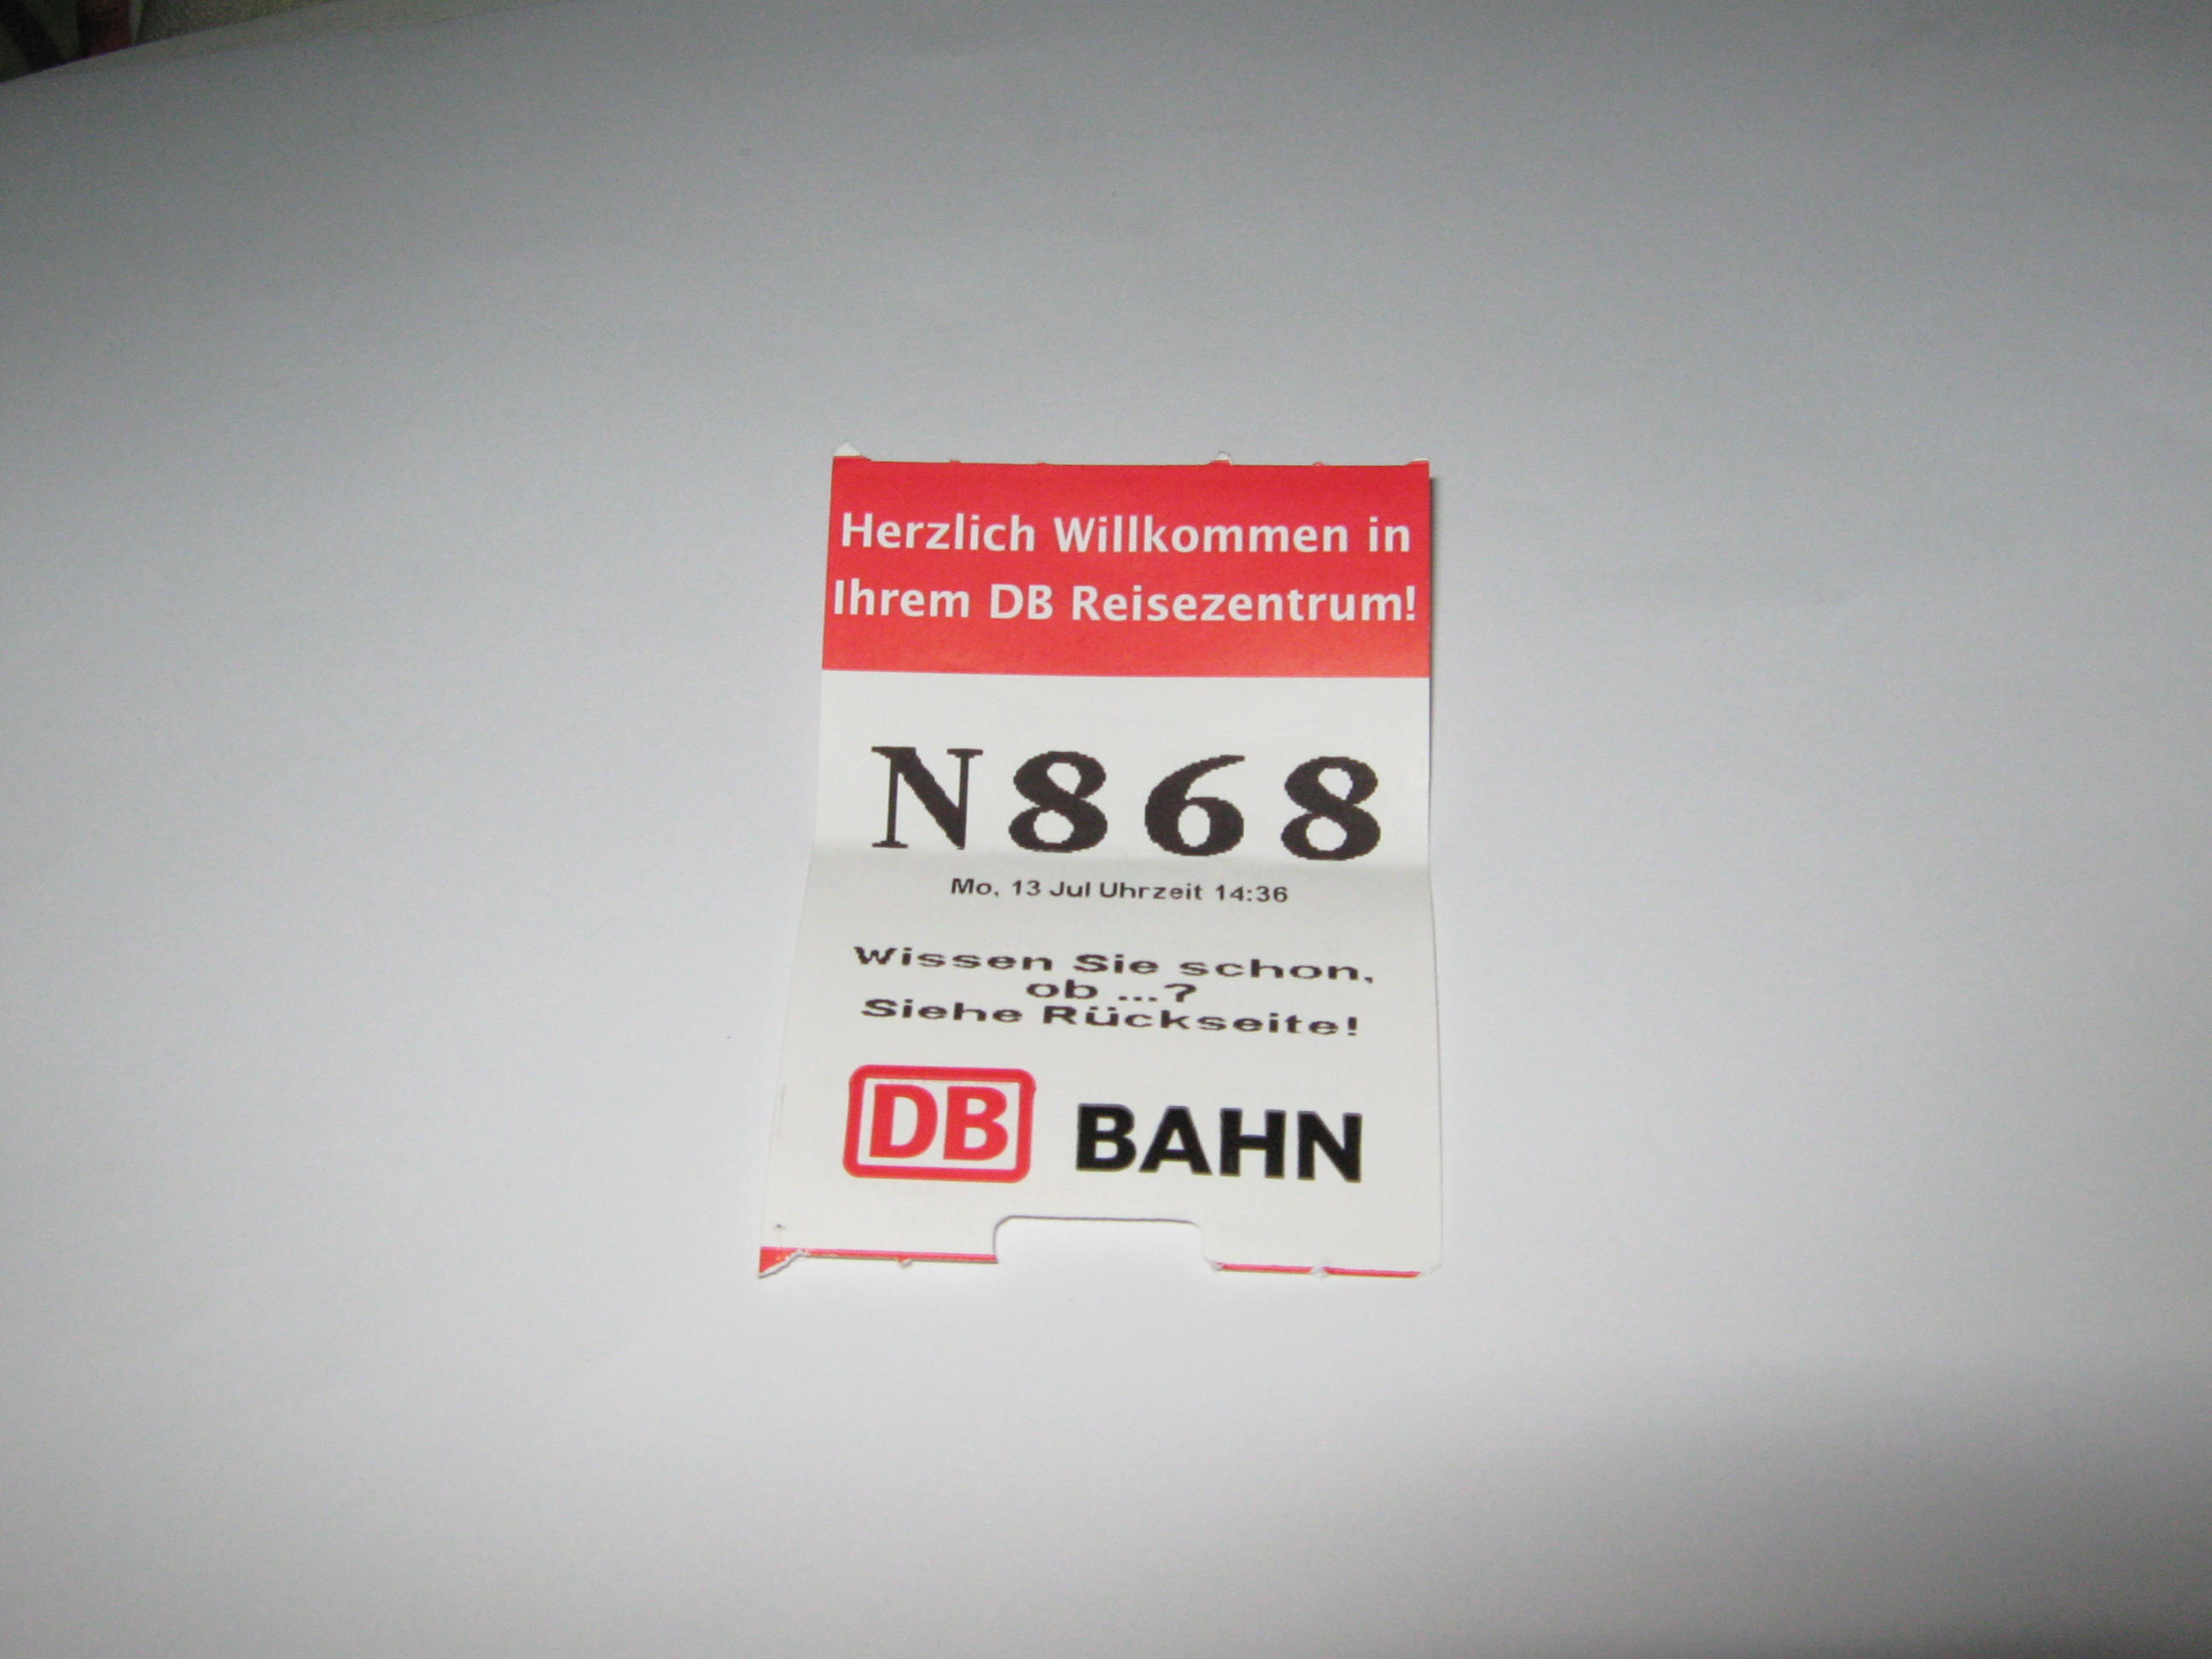 Herzlich Willkommen in
Ihrem DB Reisezentrum!
N868
Mo, 13 Jul Uhrzeit 14:36
Wissen Sie schon,
ob ...?
Siehe Rückseite!
DB BAHN